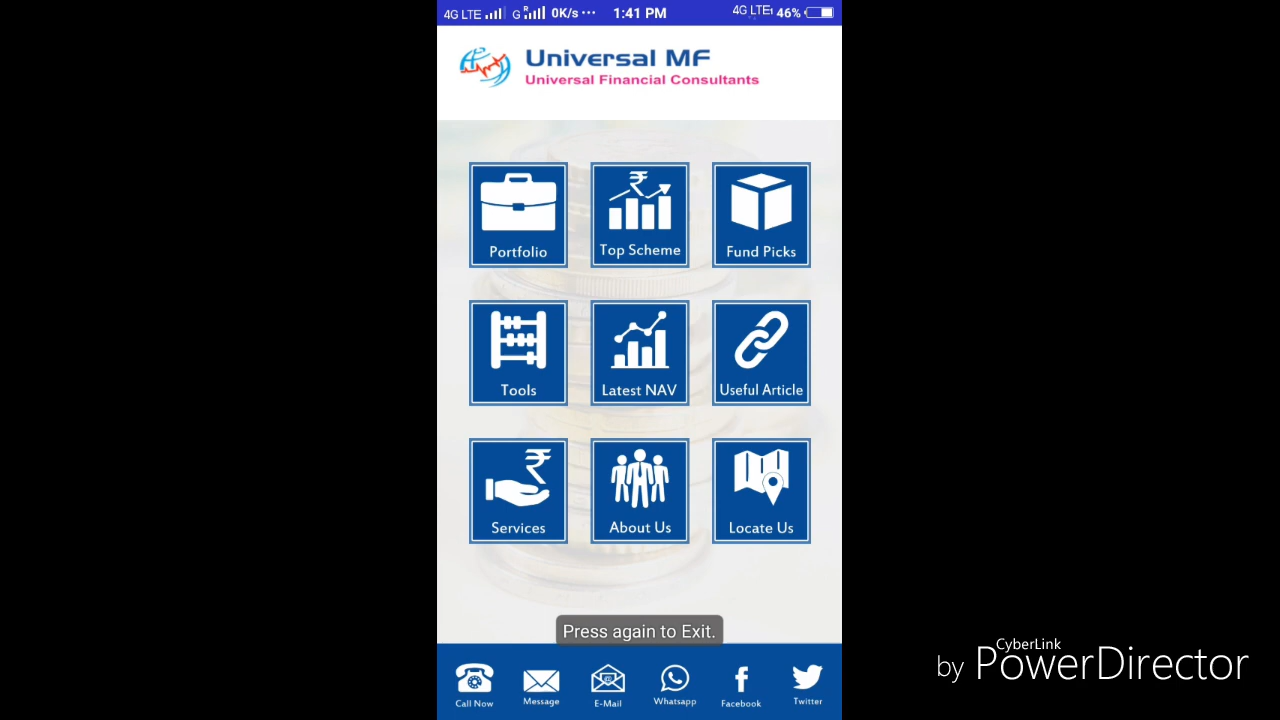 4G LTE G R 0K/s ... 1:41 PM 4G LTE 46%
Universal MF
Universal Financial Consultants
Portfolio Top Scheme Fund Picks
Tools Latest NAV Useful Article
Services About Us Locate Us
Press again to Exit.
Call Now Message E-Mail Whatsapp Facebook Twitter
CyberLink
by PowerDirector